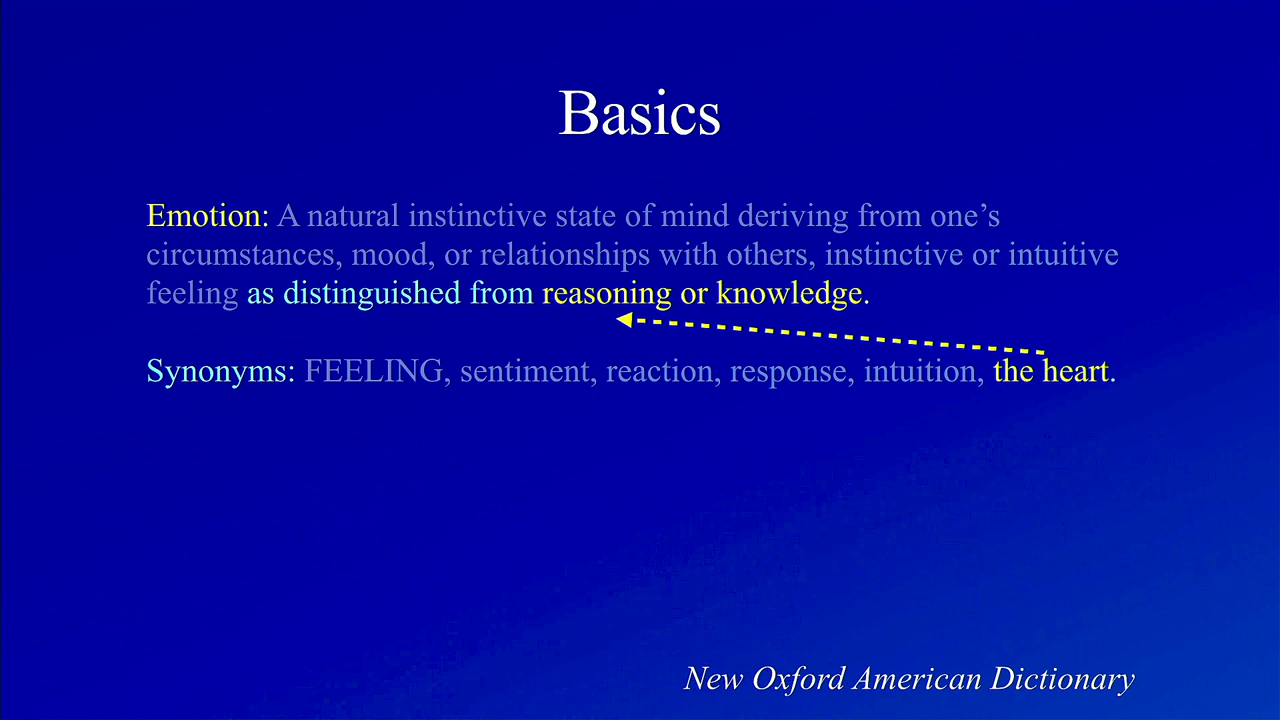 Basics
Emotion: A natural instinctive state of mind deriving from one’s
circumstances, mood, or relationships with others, instinctive or intuitive
feeling as distinguished from reasoning or knowledge.
Synonyms: FEELING, sentiment, reaction, response, intuition, the heart.
New Oxford American Dictionary